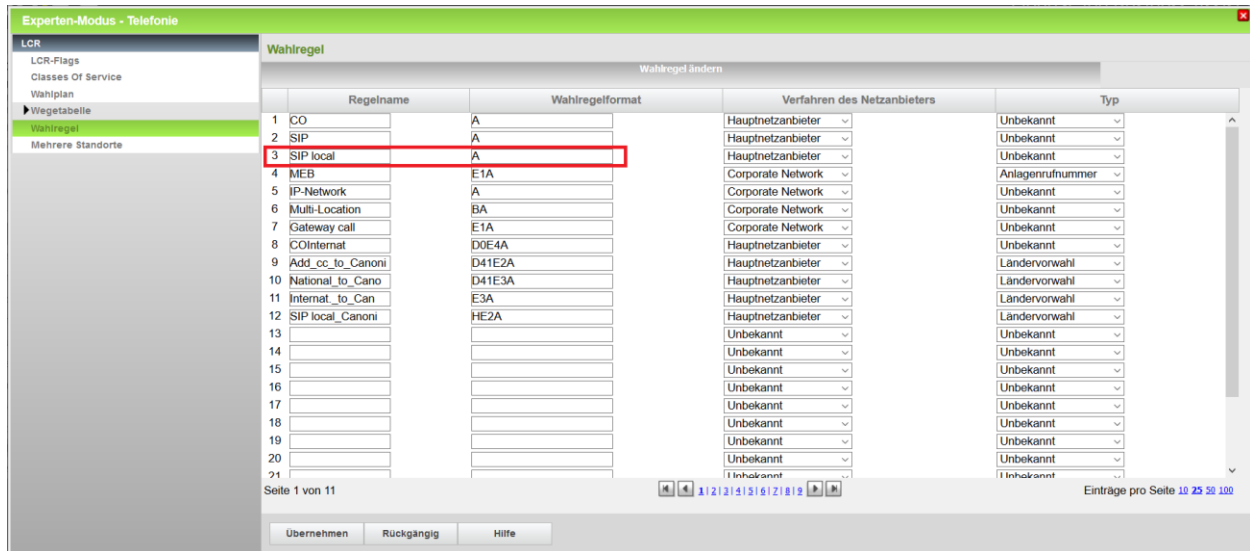 Experten-Modus - Telefonie
LCR
LCR-Flags
Classes Of Service
Wahlplan
Wegetabelle
Wahlregel
Mehrere Standorte
Wahlregel
Wahlregel ändern
Regelname Wahlregelformat Verfahren des Netzanbieters Typ
1 CO A Hauptnetzanbieter Unbekannt
2 SIP A Hauptnetzanbieter Unbekannt
3 SIP local A Hauptnetzanbieter Unbekannt
4 MEB E1A Corporate Network Anlagenrufnummer
5 IP-Network A Corporate Network Unbekannt
6 Multi-Location BA Corporate Network Unbekannt
7 Gateway call E1A Corporate Network Unbekannt
8 COInternat D0E4A Hauptnetzanbieter Unbekannt
9 Add_cc_to_Canoni D41E2A Hauptnetzanbieter Ländervorwahl
10 National_to_Cano D41E3A Hauptnetzanbieter Ländervorwahl
11 Internat._to_Can E3A Hauptnetzanbieter Ländervorwahl
12 SIP local_Canoni HE2A Hauptnetzanbieter Ländervorwahl
13 Unbekannt Unbekannt
14 Unbekannt Unbekannt
15 Unbekannt Unbekannt
16 Unbekannt Unbekannt
17 Unbekannt Unbekannt
18 Unbekannt Unbekannt
19 Unbekannt Unbekannt
20 Unbekannt Unbekannt
21 Unbekannt Unbekannt
Seite 1 von 11 1|2|3|4|5|6|7|8|9 Einträge pro Seite 10 25 50 100
Übernehmen Rückgängig Hilfe